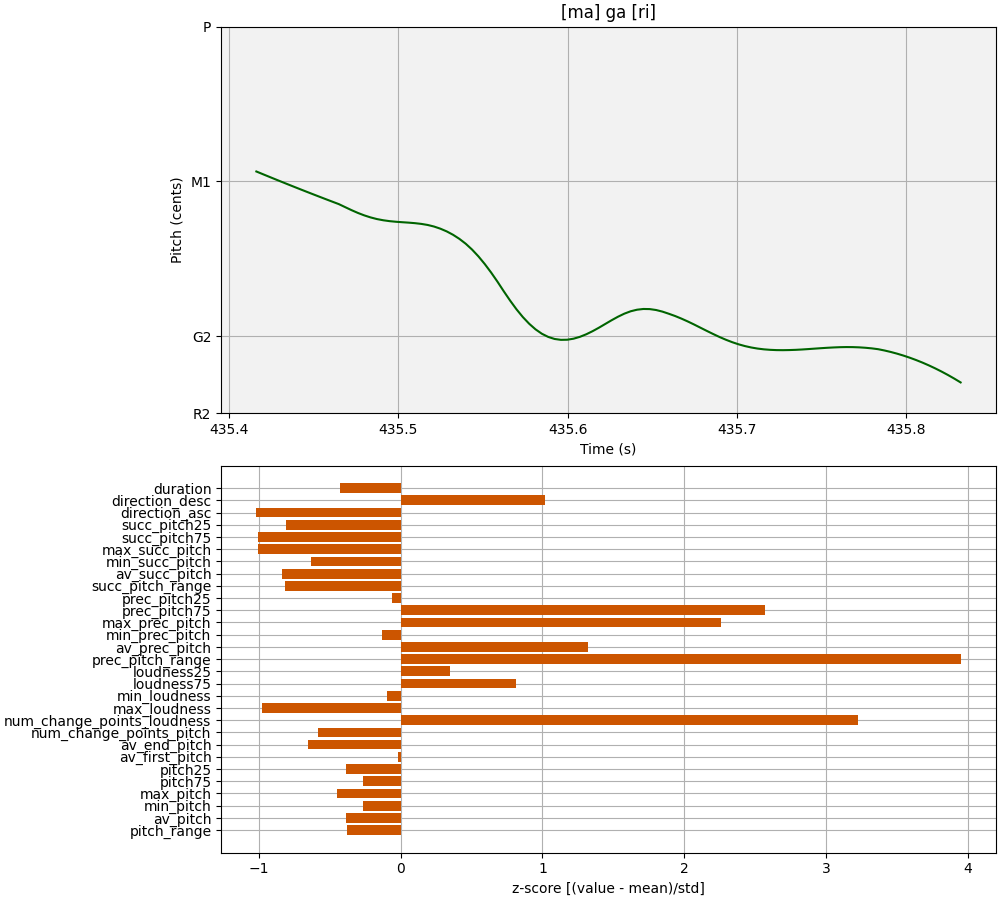 [ma] ga [ri]
P
M1
G2
R2
Pitch (cents)
435.4 435.5 435.6 435.7 435.8
Time (s)
duration
direction_desc
direction_asc
succ_pitch25
succ_pitch75
max_succ_pitch
min_succ_pitch
av_succ_pitch
succ_pitch_range
prec_pitch25
prec_pitch75
max_prec_pitch
min_prec_pitch
av_prec_pitch
prec_pitch_range
loudness25
loudness75
min_loudness
max_loudness
num_change_points_loudness
num_change_points_pitch
av_end_pitch
av_first_pitch
pitch25
pitch75
max_pitch
min_pitch
av_pitch
pitch_range
−1 0 1 2 3 4
z-score [(value - mean)/std]